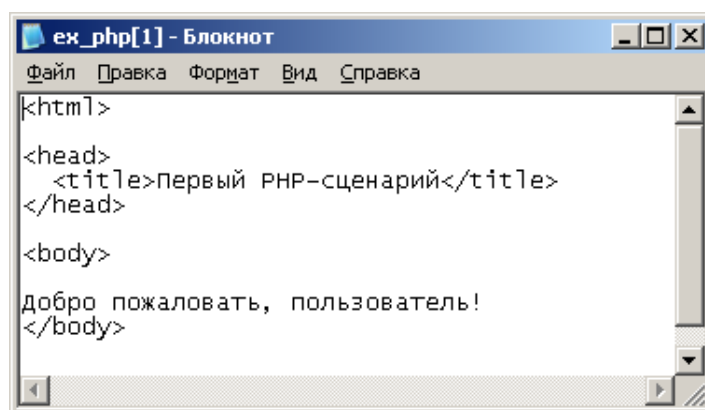 ex_php[1] - Блокнот
Файл Правка Формат Вид Справка
<html>
<head>
<title>Первый PHP-сценарий</title>
</head>
<body>
Добро пожаловать, пользователь!
</body>